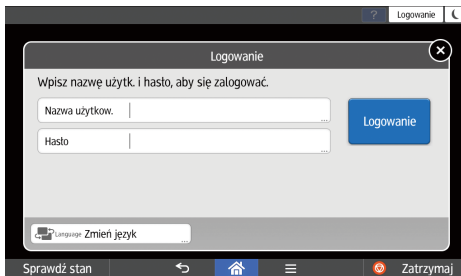 ? Logowanie
Logowanie
Wpisz nazwę użytk. i hasło, aby się zalogować.
Nazwa użytkow. ...
Logowanie
Hasło ...
Language Zmień język ...
Sprawdź stan Zatrzymaj